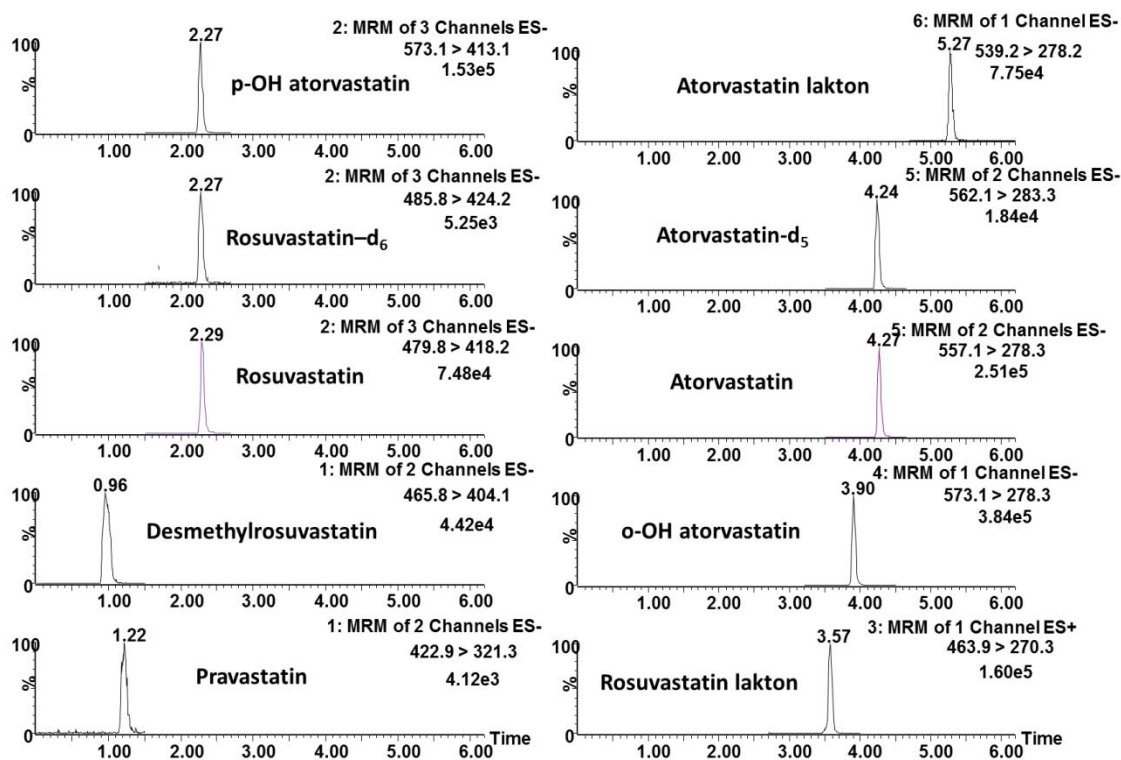 2: MRM of 3 Channels ES-
573.1 > 413.1
1.53e5
2.27
100
%
0
p-OH atorvastatin
1.00 2.00 3.00 4.00 5.00 6.00
2: MRM of 3 Channels ES-
485.8 > 424.2
5.25e3
2.27
100
%
0
Rosuvastatin–d5
1.00 2.00 3.00 4.00 5.00 6.00
2: MRM of 3 Channels ES-
479.8 > 418.2
7.48e4
2.29
100
%
0
Rosuvastatin
1.00 2.00 3.00 4.00 5.00 6.00
1: MRM of 2 Channels ES-
465.8 > 404.1
4.42e4
0.96
100
%
0
Desmethylrosuvastatin
1.00 2.00 3.00 4.00 5.00 6.00
1: MRM of 2 Channels ES-
422.9 > 321.3
4.12e3
1.22
100
%
0
Pravastatin
1.00 2.00 3.00 4.00 5.00 6.00 Time
6: MRM of 1 Channel ES-
539.2 > 278.2
7.75e4
5.27
100
%
0
Atorvastatin lakton
1.00 2.00 3.00 4.00 5.00 6.00
5: MRM of 2 Channels ES-
562.1 > 283.3
1.84e4
4.24
100
%
0
Atorvastatin-d5
1.00 2.00 3.00 4.00 5.00 6.00
5: MRM of 2 Channels ES-
557.1 > 278.3
2.51e5
4.27
100
%
0
Atorvastatin
1.00 2.00 3.00 4.00 5.00 6.00
4: MRM of 1 Channel ES-
573.1 > 278.3
3.84e5
3.90
100
%
0
o-OH atorvastatin
1.00 2.00 3.00 4.00 5.00 6.00
3: MRM of 1 Channel ES+
463.9 > 270.3
1.60e5
3.57
100
%
0
Rosuvastatin lakton
1.00 2.00 3.00 4.00 5.00 6.00 Time